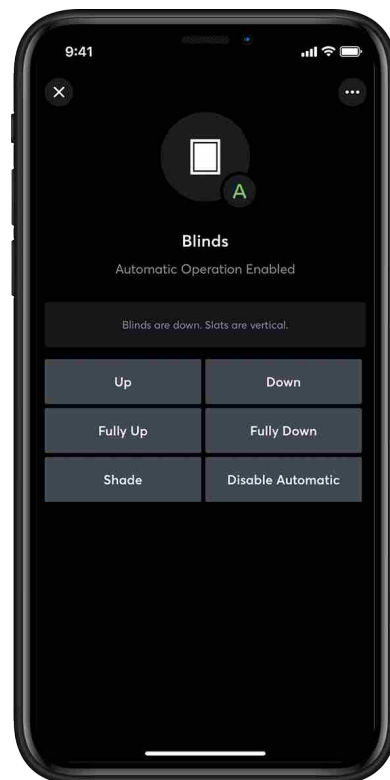 9:41
A
Blinds
Automatic Operation Enabled
Blinds are down. Slats are vertical.
Up Down
Fully Up Fully Down
Shade Disable Automatic